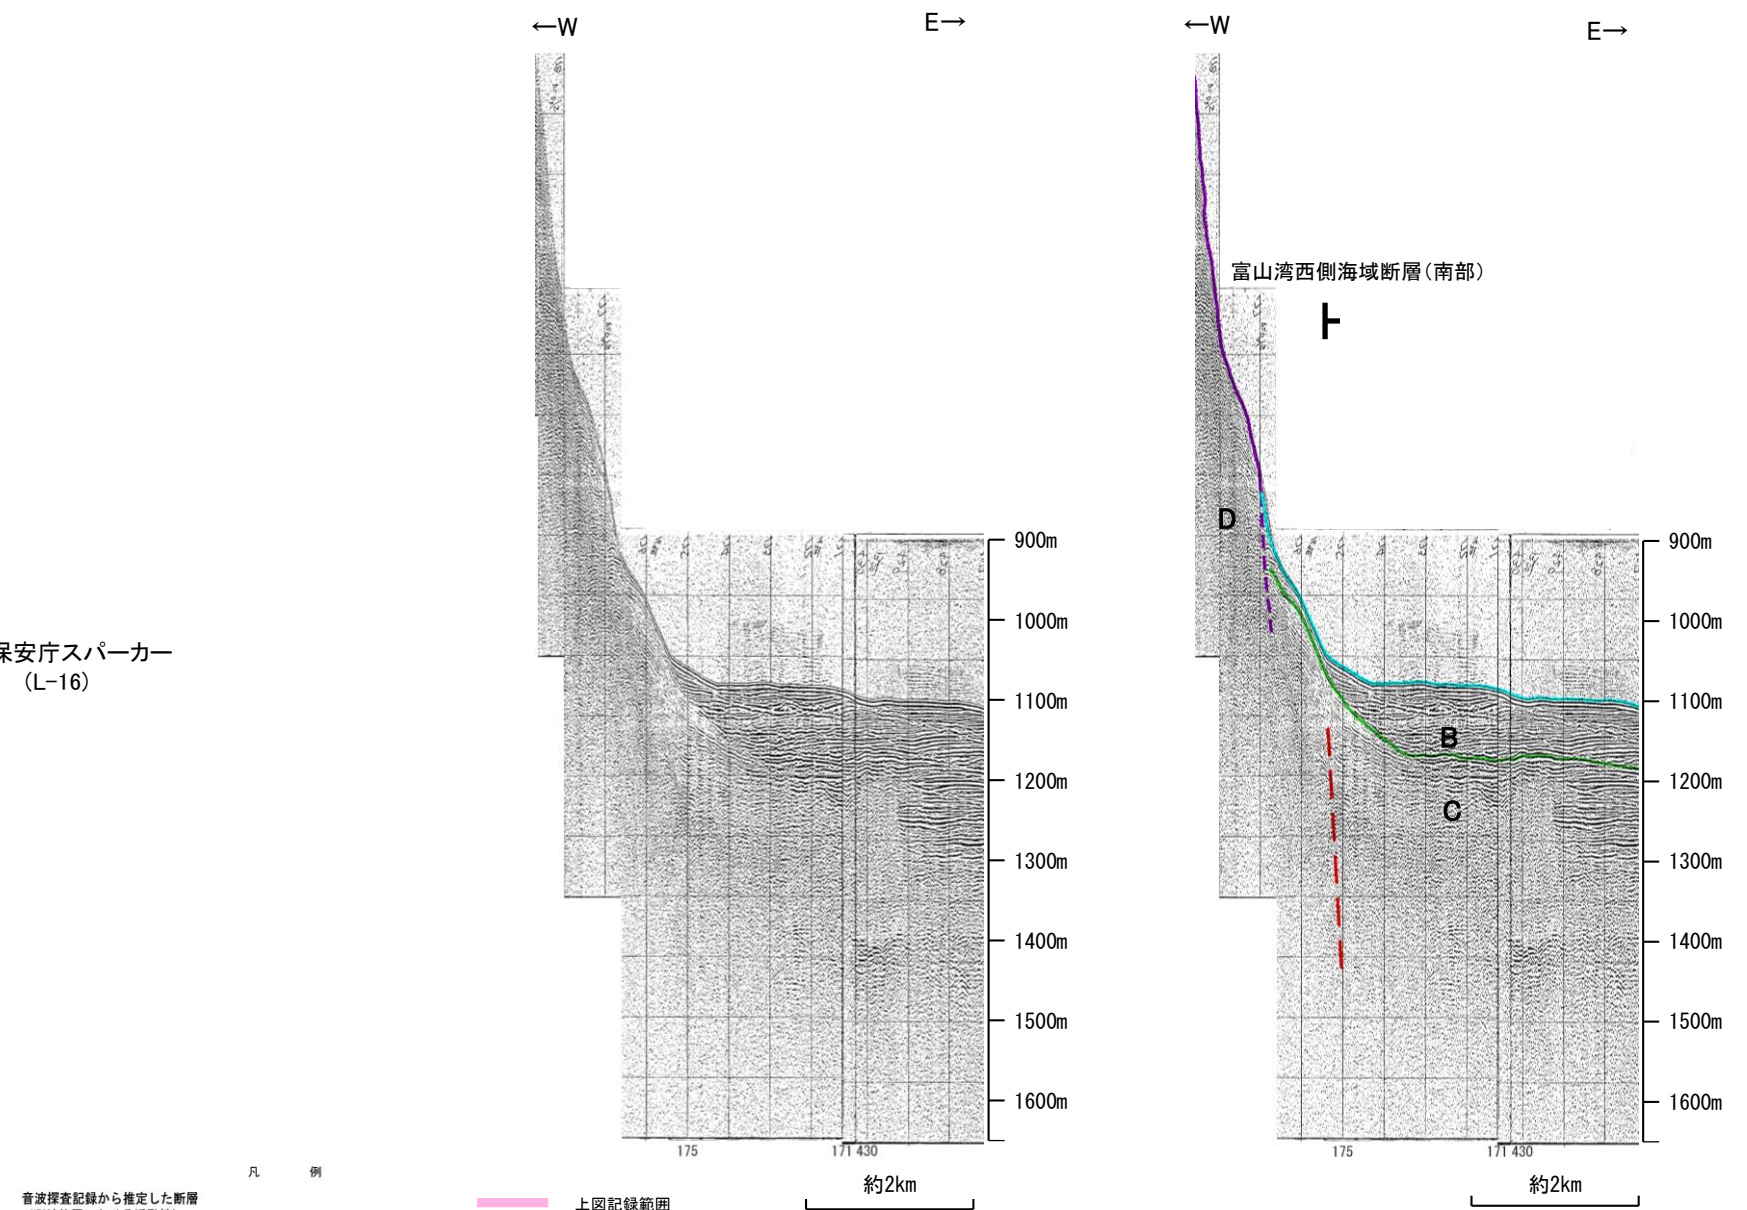 ←W
E→
←W
E→
富山湾西側海域断層(南部)
D
900m
1000m
1100m
1200m
1300m
1400m
1500m
1600m
900m
1000m
1100m
1200m
1300m
1400m
1500m
1600m
B
C
保安庁スパーカー
(L-16)
175
171
430
175
171
430
凡 例
約2km
約2km
音波探査記録から推定した断層
上図記録範囲